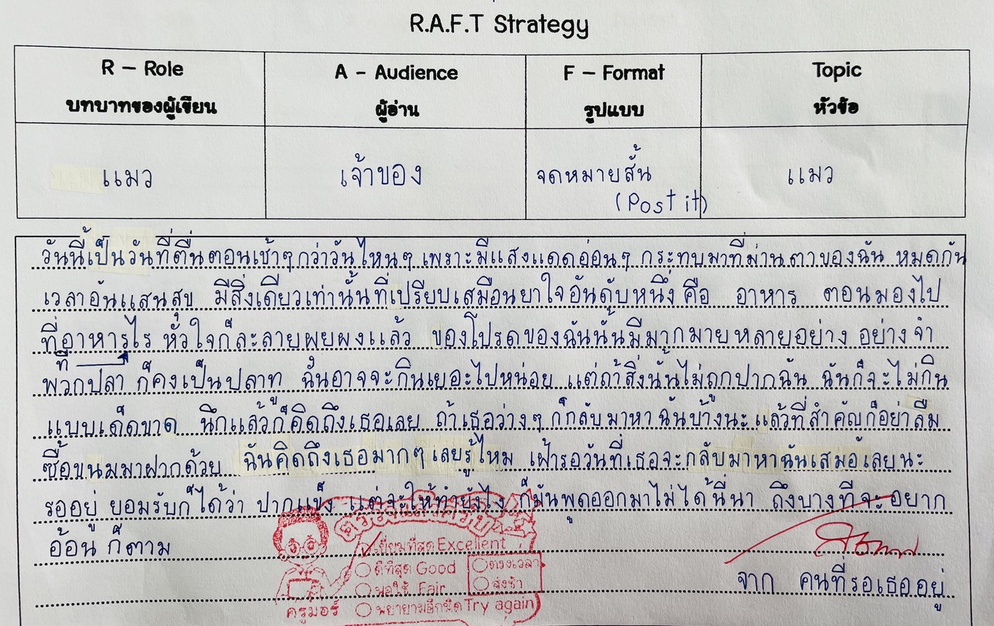 R.A.F.T Strategy
R – Role
บทบาทของผู้เขียน
A - Audience
ผู้อ่าน
F – Format
รูปแบบ
Topic
หัวข้อ
แมว
เจ้าของ
จดหมายสั้น
(Post it)
แมว
วันนี้เป็นวันที่ตื่นตอนเช้าๆกว่าวันไหนๆ เพราะมีแสงแดดอ่อนๆ กระทบมาที่ม่านตาของฉัน หมดกัน
เวลาอันแสนสุข มีสิ่งเดียวเท่านั้นที่เปรียบเสมือนยาใจอันดับหนึ่ง คือ อาหาร ตอนมองไป
ที่อาหารไร หัวใจก็ละลายผุยผงแล้ว ของโปรดของฉันนั้นมีมากมายหลายอย่าง อย่างจำ
ที่
พวกปลา ก็คงเป็นปลาทู ฉันอาจจะกินเยอะไปหน่อย แต่ถ้าสิ่งนั้นไม่ถูกปากฉัน ฉันก็จะไม่กิน
แบบเด็ดขาด นึกแล้วก็คิดถึงเธอเลย ถ้าเธอว่างๆ ก็กลับมาหาฉันบ้างนะ แล้วที่สำคัญก็อย่าลืม
ซื้อขนมมาฝากด้วย ฉันคิดถึงเธอมากๆ เลยรู้ไหม เฝ้ารอวันที่เธอจะกลับมาหาฉันเสมอเลยนะ
รออยู่ ยอมรับก็ได้ว่า ปากแข็ง แต่จะให้ทำยังไง ก็มันพูดออกมาไม่ได้นี่นา ถึงบางทีจะอยาก
อ้อน ก็ตาม
จาก คนที่รอเธออยู่
ดีเยี่ยมที่สุด Excellent
ดีที่สุด Good
พอใช้ Fair
พยายามอีกนิด Try again
ตรงเวลา
ส่งช้า
ครูมอร์